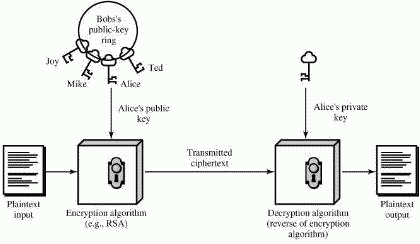 Bobs's
public-key
ring
Joy
Ted
Mike
Alice
Alice's public
key
Alice's private
key
Transmitted
ciphertext
Plaintext
input
Encryption algorithm
(e.g., RSA)
Decryption algorithm
(reverse of encryption
algorithm)
Plaintext
output